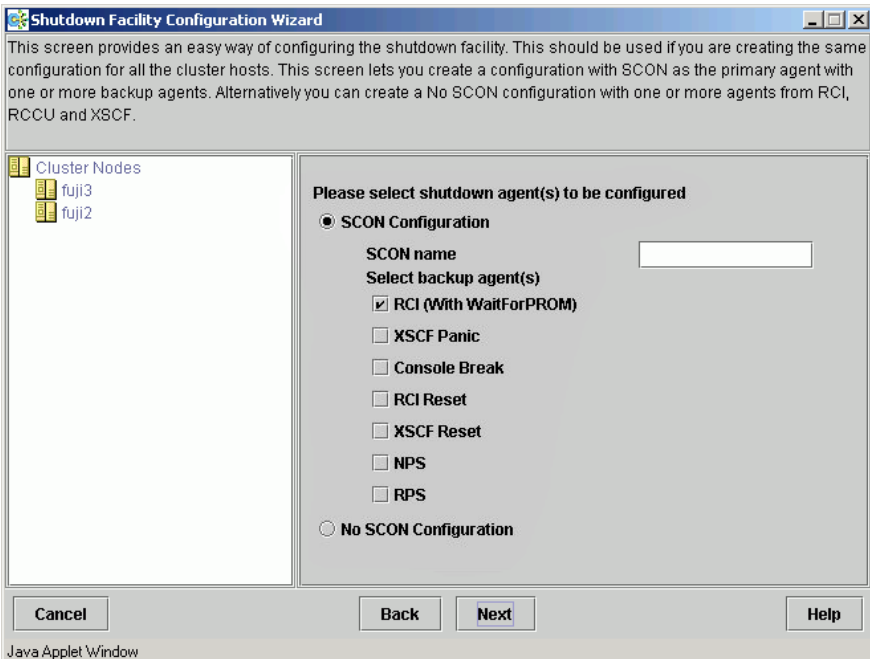 Shutdown Facility Configuration Wizard
This screen provides an easy way of configuring the shutdown facility. This should be used if you are creating the same
configuration for all the cluster hosts. This screen lets you create a configuration with SCON as the primary agent with
one or more backup agents. Alternatively you can create a No SCON configuration with one or more agents from RCI,
RCCU and XSCF.
Cluster Nodes
fuji3
fuji2
Please select shutdown agent(s) to be configured
SCON Configuration
SCON name
Select backup agent(s)
RCI (With WaitForPROM)
XSCF Panic
Console Break
RCI Reset
XSCF Reset
NPS
RPS
No SCON Configuration
Cancel
Back
Next
Help
Java Applet Window